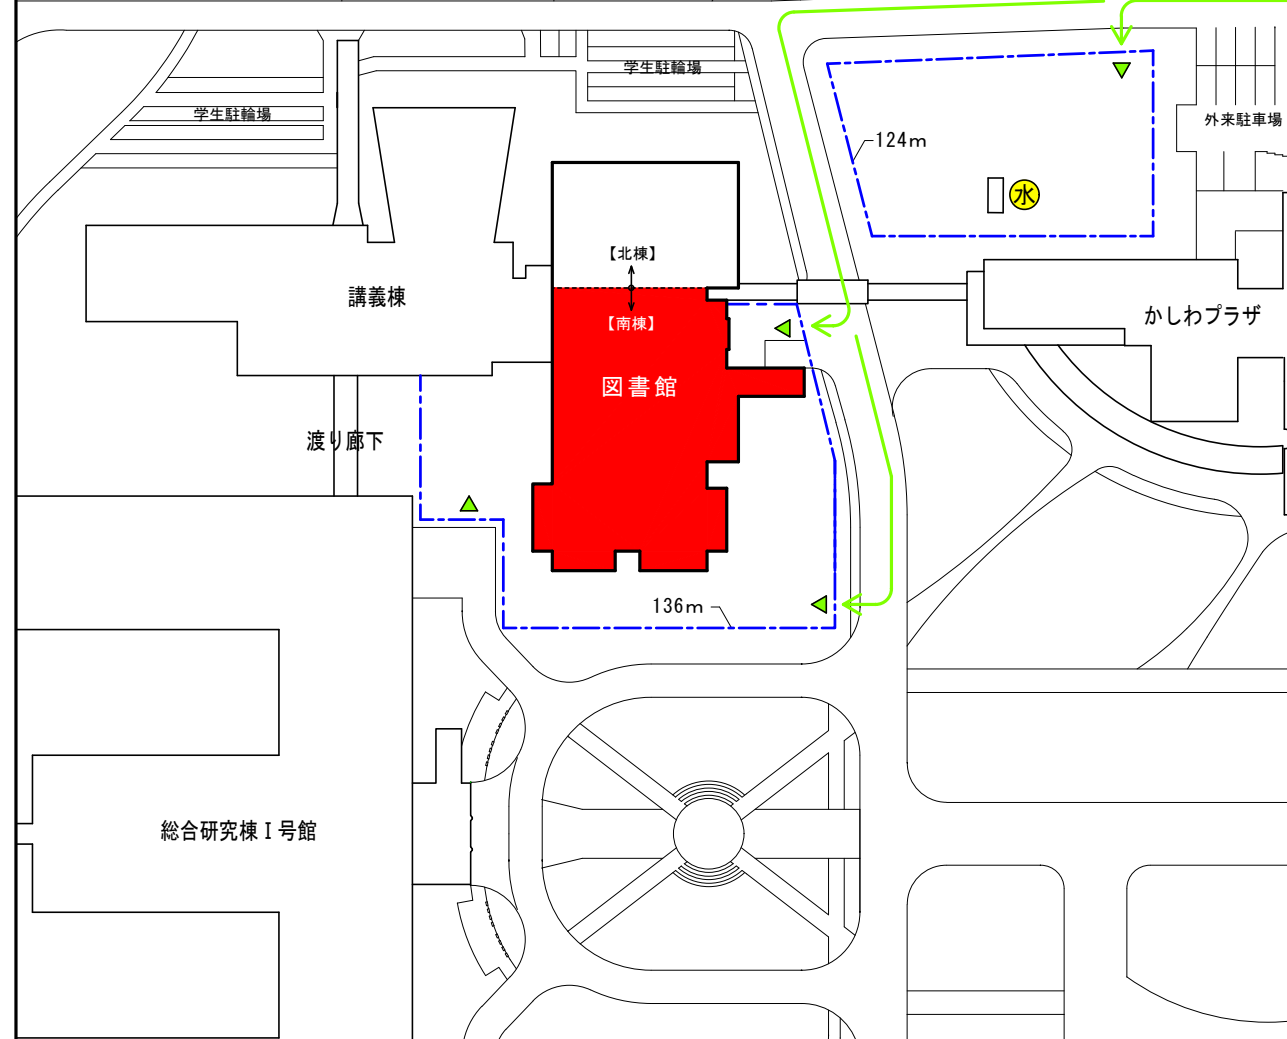 学生駐輪場
学生駐輪場
外来駐車場
124m
水
【北棟】
講義棟
【南棟】
かしわプラザ
図書館
渡り廊下
136m
総合研究棟Ⅰ号館